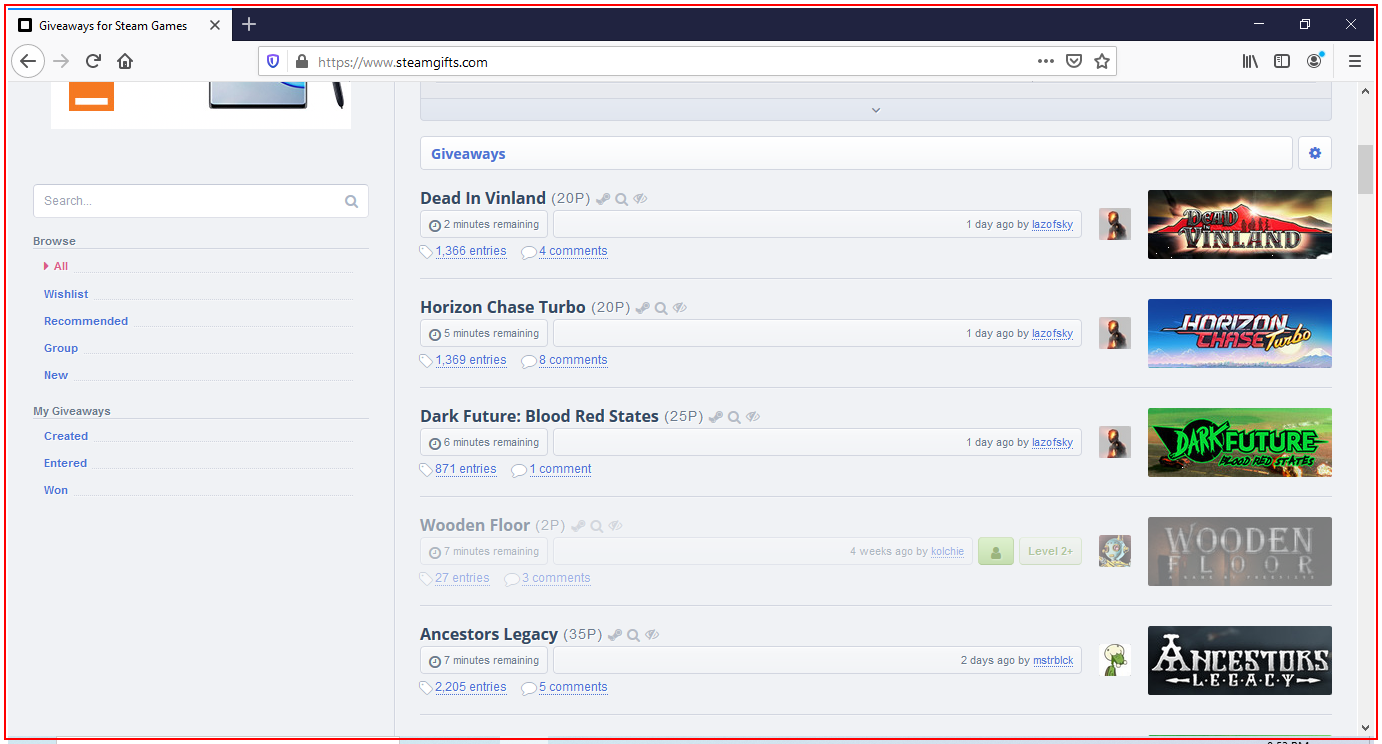 Giveaways for Steam Games
https://www.steamgifts.com
Search...
Browse
All
Wishlist
Recommended
Group
New
My Giveaways
Created
Entered
Won
Giveaways
Dead In Vinland (20P)
2 minutes remaining 1 day ago by lazofsky
1,366 entries 4 comments
DEAD IN VINLAND
Horizon Chase Turbo (20P)
5 minutes remaining 1 day ago by lazofsky
1,369 entries 8 comments
HORIZON
CHASE Turbo
Dark Future: Blood Red States (25P)
6 minutes remaining 1 day ago by lazofsky
871 entries 1 comment
DARK FUTURE
BLOOD RED STATES
Wooden Floor (2P)
7 minutes remaining 4 weeks ago by kolchie Level 2+
27 entries 3 comments
WOODEN
FLOOR
Ancestors Legacy (35P)
7 minutes remaining 2 days ago by mstrblck
2,205 entries 5 comments
ANCESTORS
LEGACY